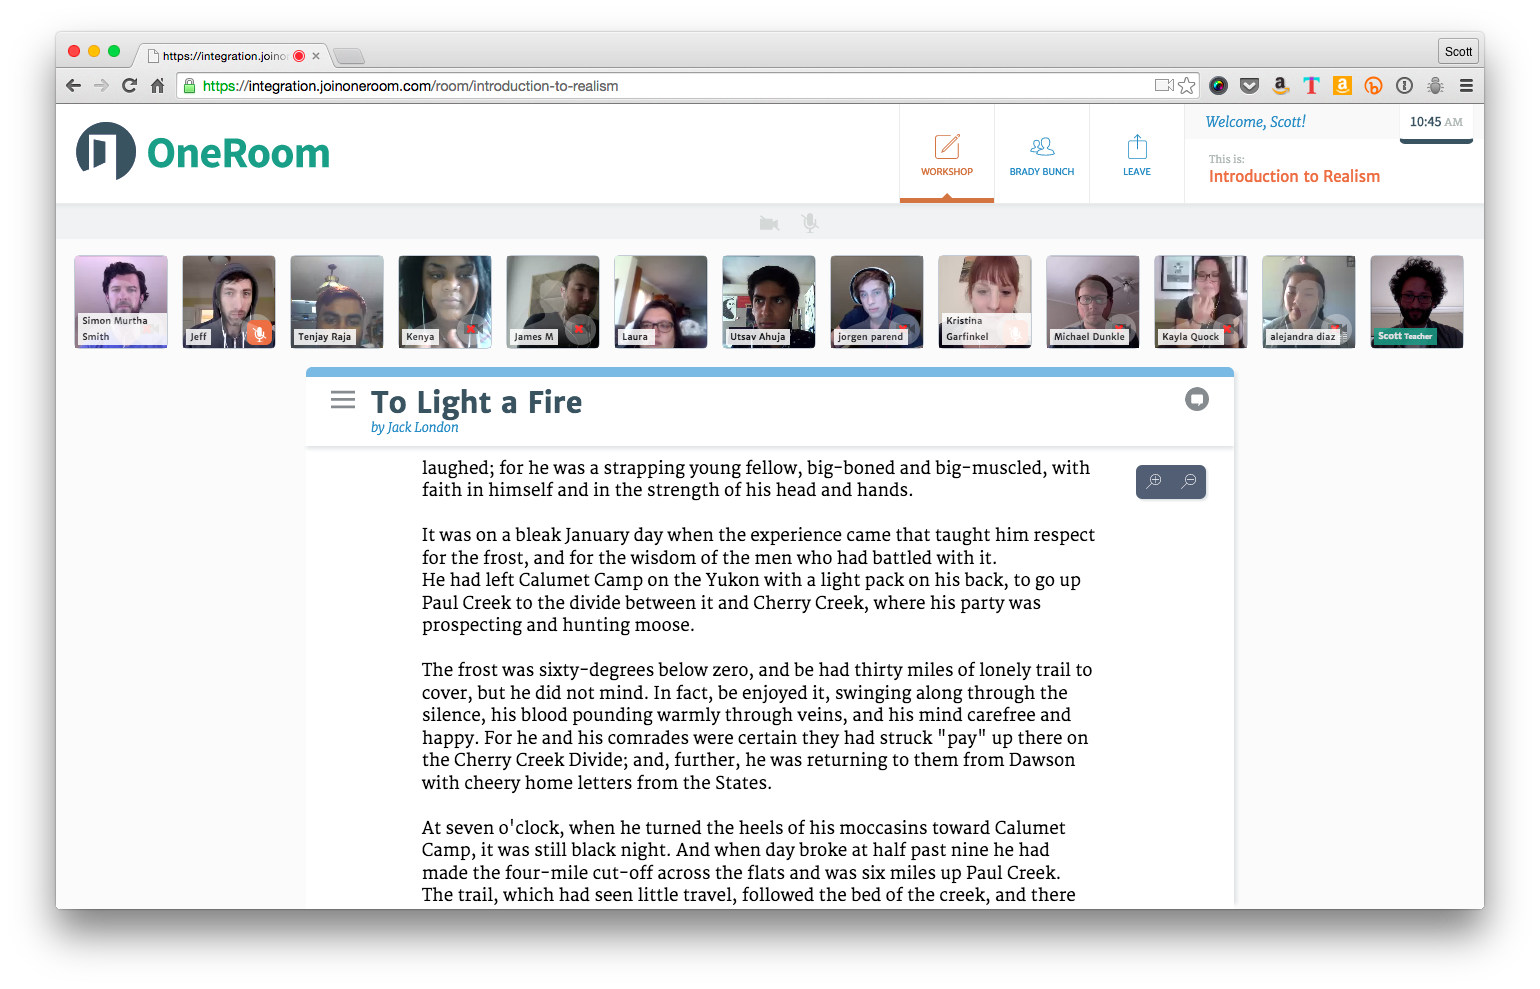 https://integration.joinon
Scott
https://integration.joinoneroom.com/room/introduction-to-realism
OneRoom
WORKSHOP
BRADY BUNCH
LEAVE
Welcome, Scott!
10:45 AM
This is:
Introduction to Realism
Simon Murtha
Smith
Jeff
Tenjay Raja
Kenya
James M
Laura
Utsav Ahuja
jorgen parend
Kristina
Garfinkel
Michael Dunkle
Kayla Quock
alejandra diaz
Scott Teacher
To Light a Fire
by Jack London
laughed; for he was a strapping young fellow, big-boned and big-muscled, with
faith in himself and in the strength of his head and hands.
It was on a bleak January day when the experience came that taught him respect
for the frost, and for the wisdom of the men who had battled with it.
He had left Calumet Camp on the Yukon with a light pack on his back, to go up
Paul Creek to the divide between it and Cherry Creek, where his party was
prospecting and hunting moose.
The frost was sixty-degrees below zero, and be had thirty miles of lonely trail to
cover, but he did not mind. In fact, be enjoyed it, swinging along through the
silence, his blood pounding warmly through veins, and his mind carefree and
happy. For he and his comrades were certain they had struck "pay" up there on
the Cherry Creek Divide; and, further, he was returning to them from Dawson
with cheery home letters from the States.
At seven o'clock, when he turned the heels of his moccasins toward Calumet
Camp, it was still black night. And when day broke at half past nine he had
made the four-mile cut-off across the flats and was six miles up Paul Creek.
The trail, which had seen little travel, followed the bed of the creek, and there